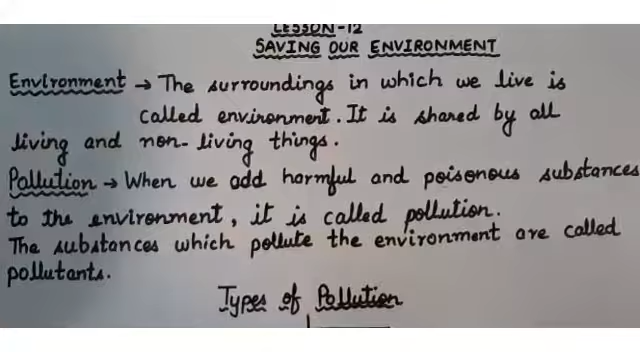 LESSON-12
SAVING OUR ENVIRONMENT
Environment → The surroundings in which we live is
called environment. It is shared by all
living and non-living things.
Pollution → When we add harmful and poisonous substances
to the environment, it is called pollution.
The substances which pollute the environment are called
pollutants.
Types of Pollution